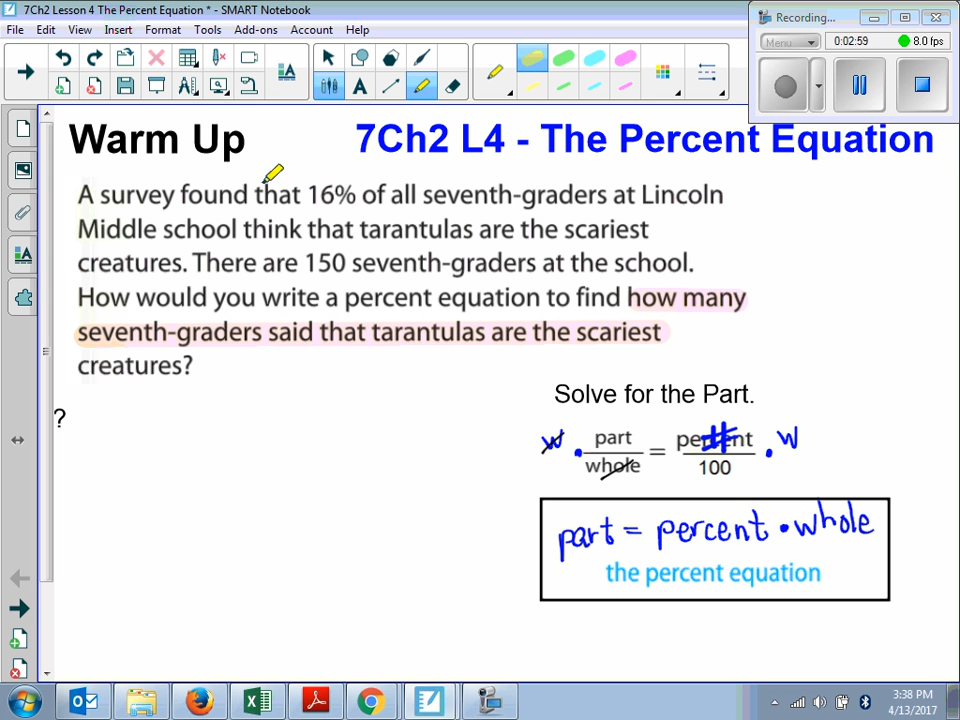 7Ch2 Lesson 4 The Percent Equation * - SMART Notebook
File Edit View Insert Format Tools Add-ons Account Help
Recording...
Menu
0:02:59
8.0 fps
Warm Up
7Ch2 L4 - The Percent Equation
A survey found that 16% of all seventh-graders at Lincoln
Middle school think that tarantulas are the scariest
creatures. There are 150 seventh-graders at the school.
How would you write a percent equation to find how many
seventh-graders said that tarantulas are the scariest
creatures?
?
Solve for the Part.
w · part = percent # · w
whole 100
part = percent · whole
the percent equation
3:38 PM
4/13/2017